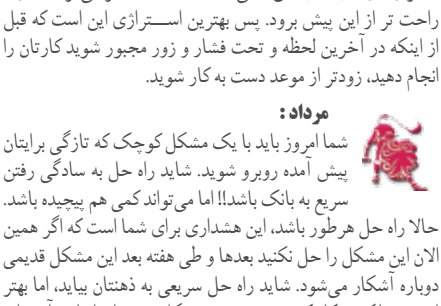 راحت تر از این پیش برود. پس بهترین استراتژی این است که قبل
از اینکه در آخرین لحظه و تحت فشار و زور مجبور شوید کارتان را
انجام دهید، زودتر از موعد دست به کار شوید.
مرداد :
شما امروز باید با یک مشکل کوچک که تازگی برایتان
پیش آمده روبرو شوید. شاید راه حل به سادگی رفتن
سریع به بانک باشد!! اما می‌تواند کمی هم پیچیده باشد.
حالا راه حل هرطور باشد، این هشداری برای شما است که اگر همین
الان این مشکل را حل نکنید بعدها و طی هفته بعد این مشکل قدیمی
دوباره آشکار می‌شود. شاید راه حل سریعی به ذهنتان بیاید، اما بهتر